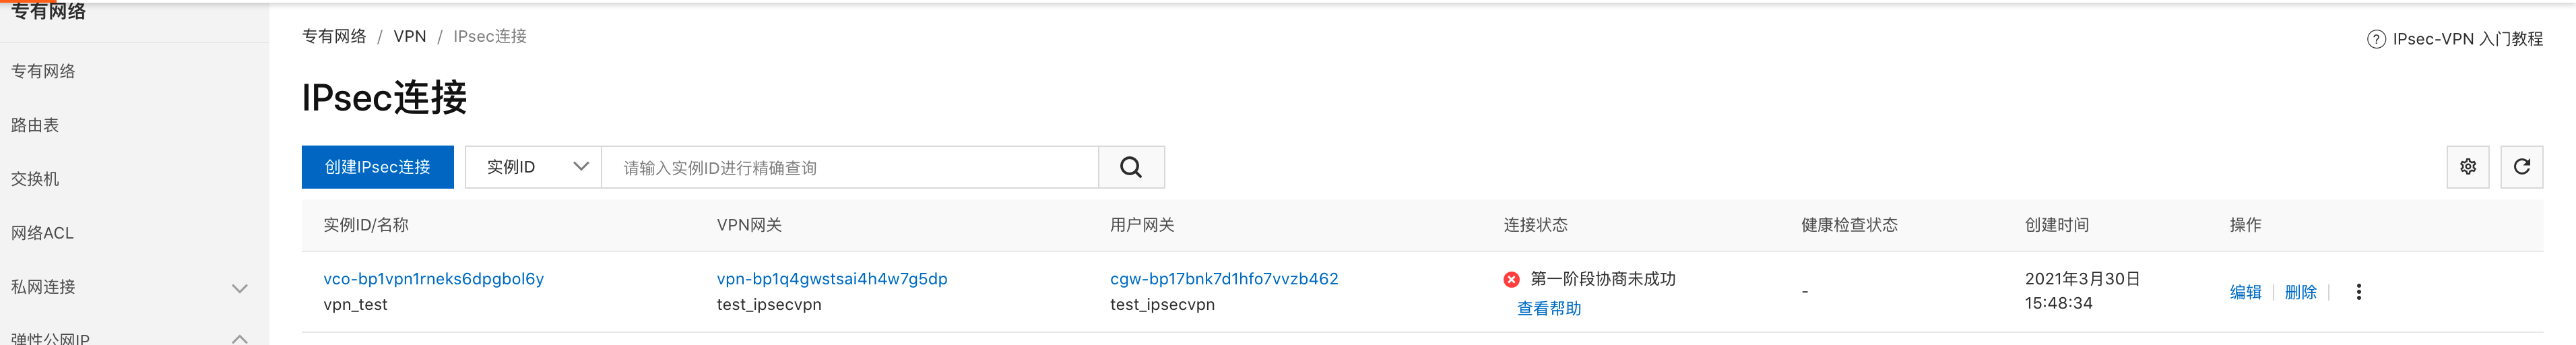 专有网络
专有网络 / VPN / IPsec连接
IPsec-VPN 入门教程
专有网络
IPsec连接
路由表
创建IPsec连接 实例ID 请输入实例ID进行精确查询
交换机
网络ACL
实例ID/名称 VPN网关 用户网关 连接状态 健康检查状态 创建时间 操作
私网连接
vco-bp1vpn1rneks6dpgbol6y vpn-bp1q4gwstsai4h4w7g5dp cgw-bp17bnk7d1hfo7vvzb462 第一阶段协商未成功 - 2021年3月30日 编辑 删除
vpn_test test_ipsecvpn test_ipsecvpn 查看帮助 15:48:34
弹性公网IP